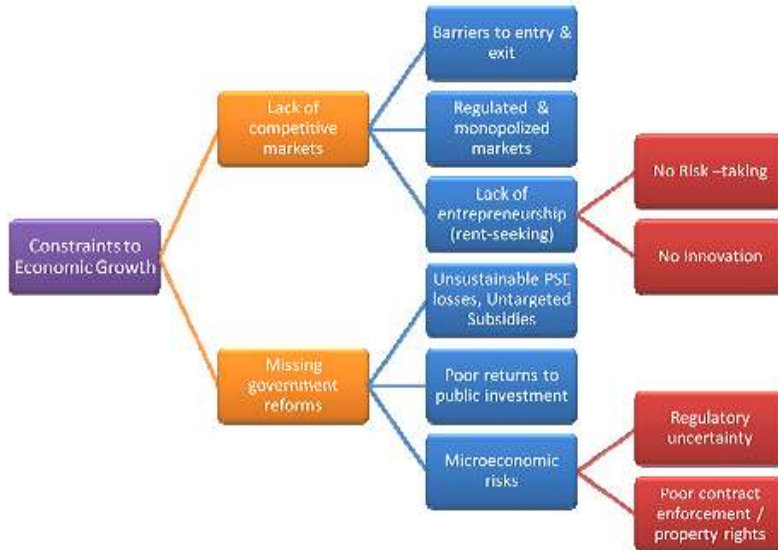 Constraints to
Economic Growth
Lack of
competitive
markets
Barriers to entry &
exit
Regulated & 
monopolized
markets
Lack of
entrepreneurship
(rent-seeking)
No Risk –taking
No Innovation
Missing
government
reforms
Unsustainable PSE
losses, Untargeted
Subsidies
Poor returns to
public investment
Microeconomic
risks
Regulatory
uncertainty
Poor contract
enforcement /
property rights